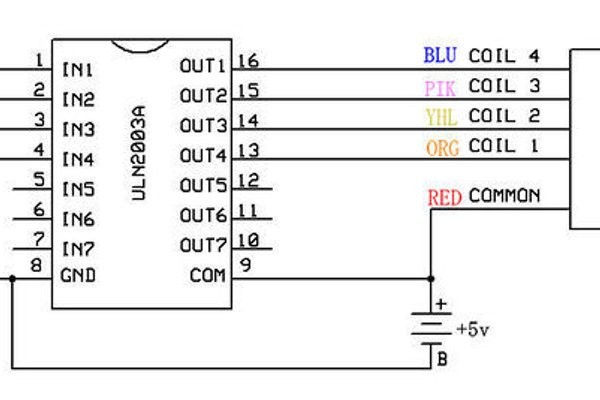 1 IN1 OUT1 16 BLU COIL 4
2 IN2 OUT2 15 PIK COIL 3
3 IN3 OUT3 14 YHL COIL 2
4 IN4 OUT4 13 ORG COIL 1
5 IN5 OUT5 12
6 IN6 OUT6 11
7 IN7 OUT7 10
8 GND COM 9
ULN2003A
RED COMMON
+
+5v
B